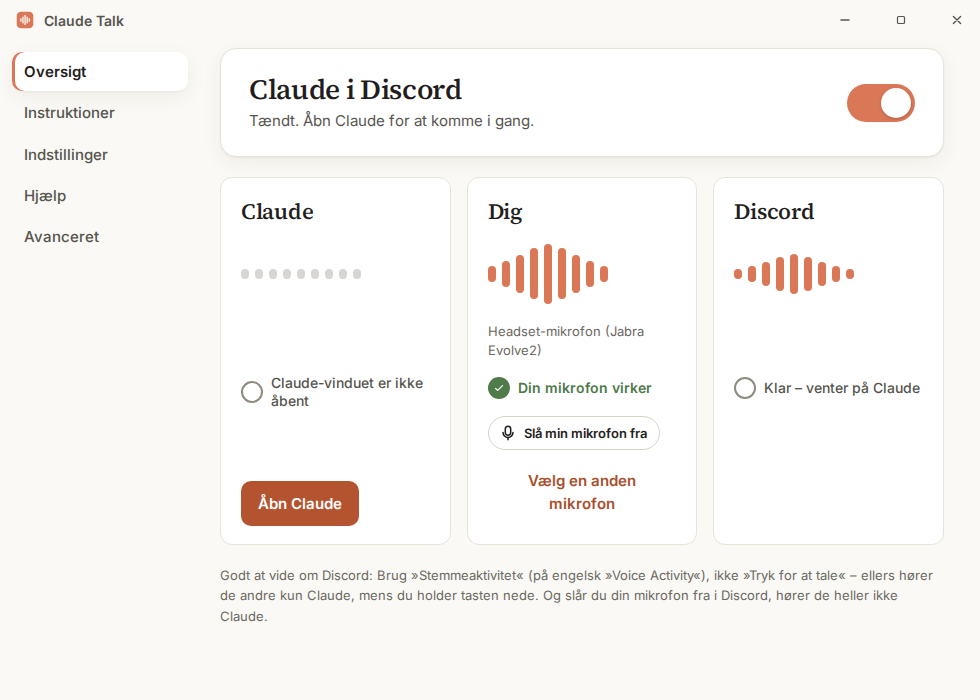 Claude Talk
Oversigt
Instruktioner
Indstillinger
Hjælp
Avanceret
Claude i Discord
Tændt. Åbn Claude for at komme i gang.
Claude
Claude-vinduet er ikke
åbent
Åbn Claude
Dig
Headset-mikrofon (Jabra
Evolve2)
Din mikrofon virker
Slå min mikrofon fra
Vælg en anden
mikrofon
Discord
Klar – venter på Claude
Godt at vide om Discord: Brug »Stemmeaktivitet« (på engelsk »Voice Activity«), ikke »Tryk for at tale« – ellers hører
de andre kun Claude, mens du holder tasten nede. Og slår du din mikrofon fra i Discord, hører de heller ikke
Claude.